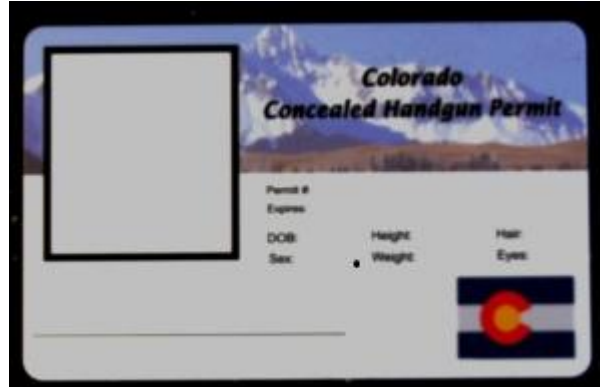 Colorado
Concealed Handgun Permit
Permit #
Expires
DOB: Height: Hair:
Sex: Weight: Eyes: